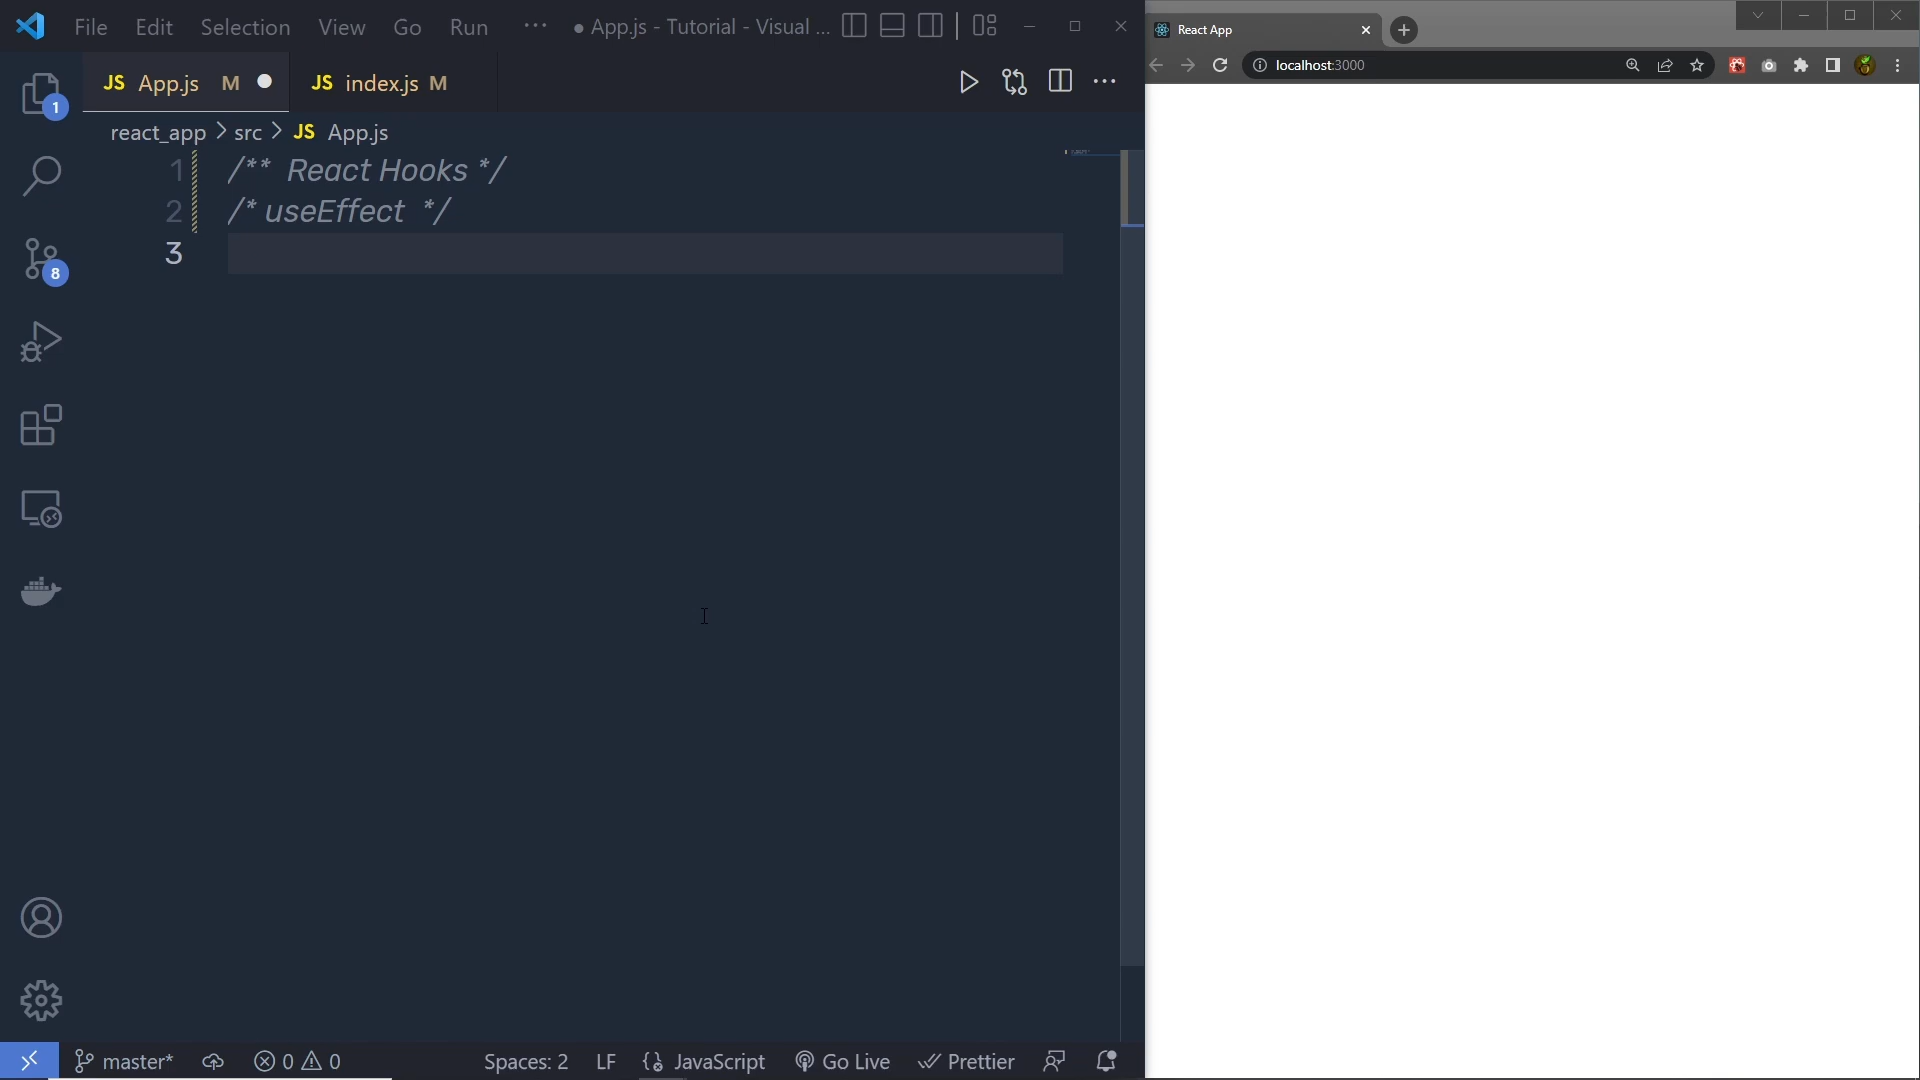 File Edit Selection View Go Run ··· ● App.js - Tutorial - Visual ...
React App
localhost:3000
JS App.js M ● JS index.js M
1
react_app > src > JS App.js
1 /** React Hooks */
2 /* useEffect */
3
8
master* 0 0 Spaces: 2 LF JavaScript Go Live Prettier